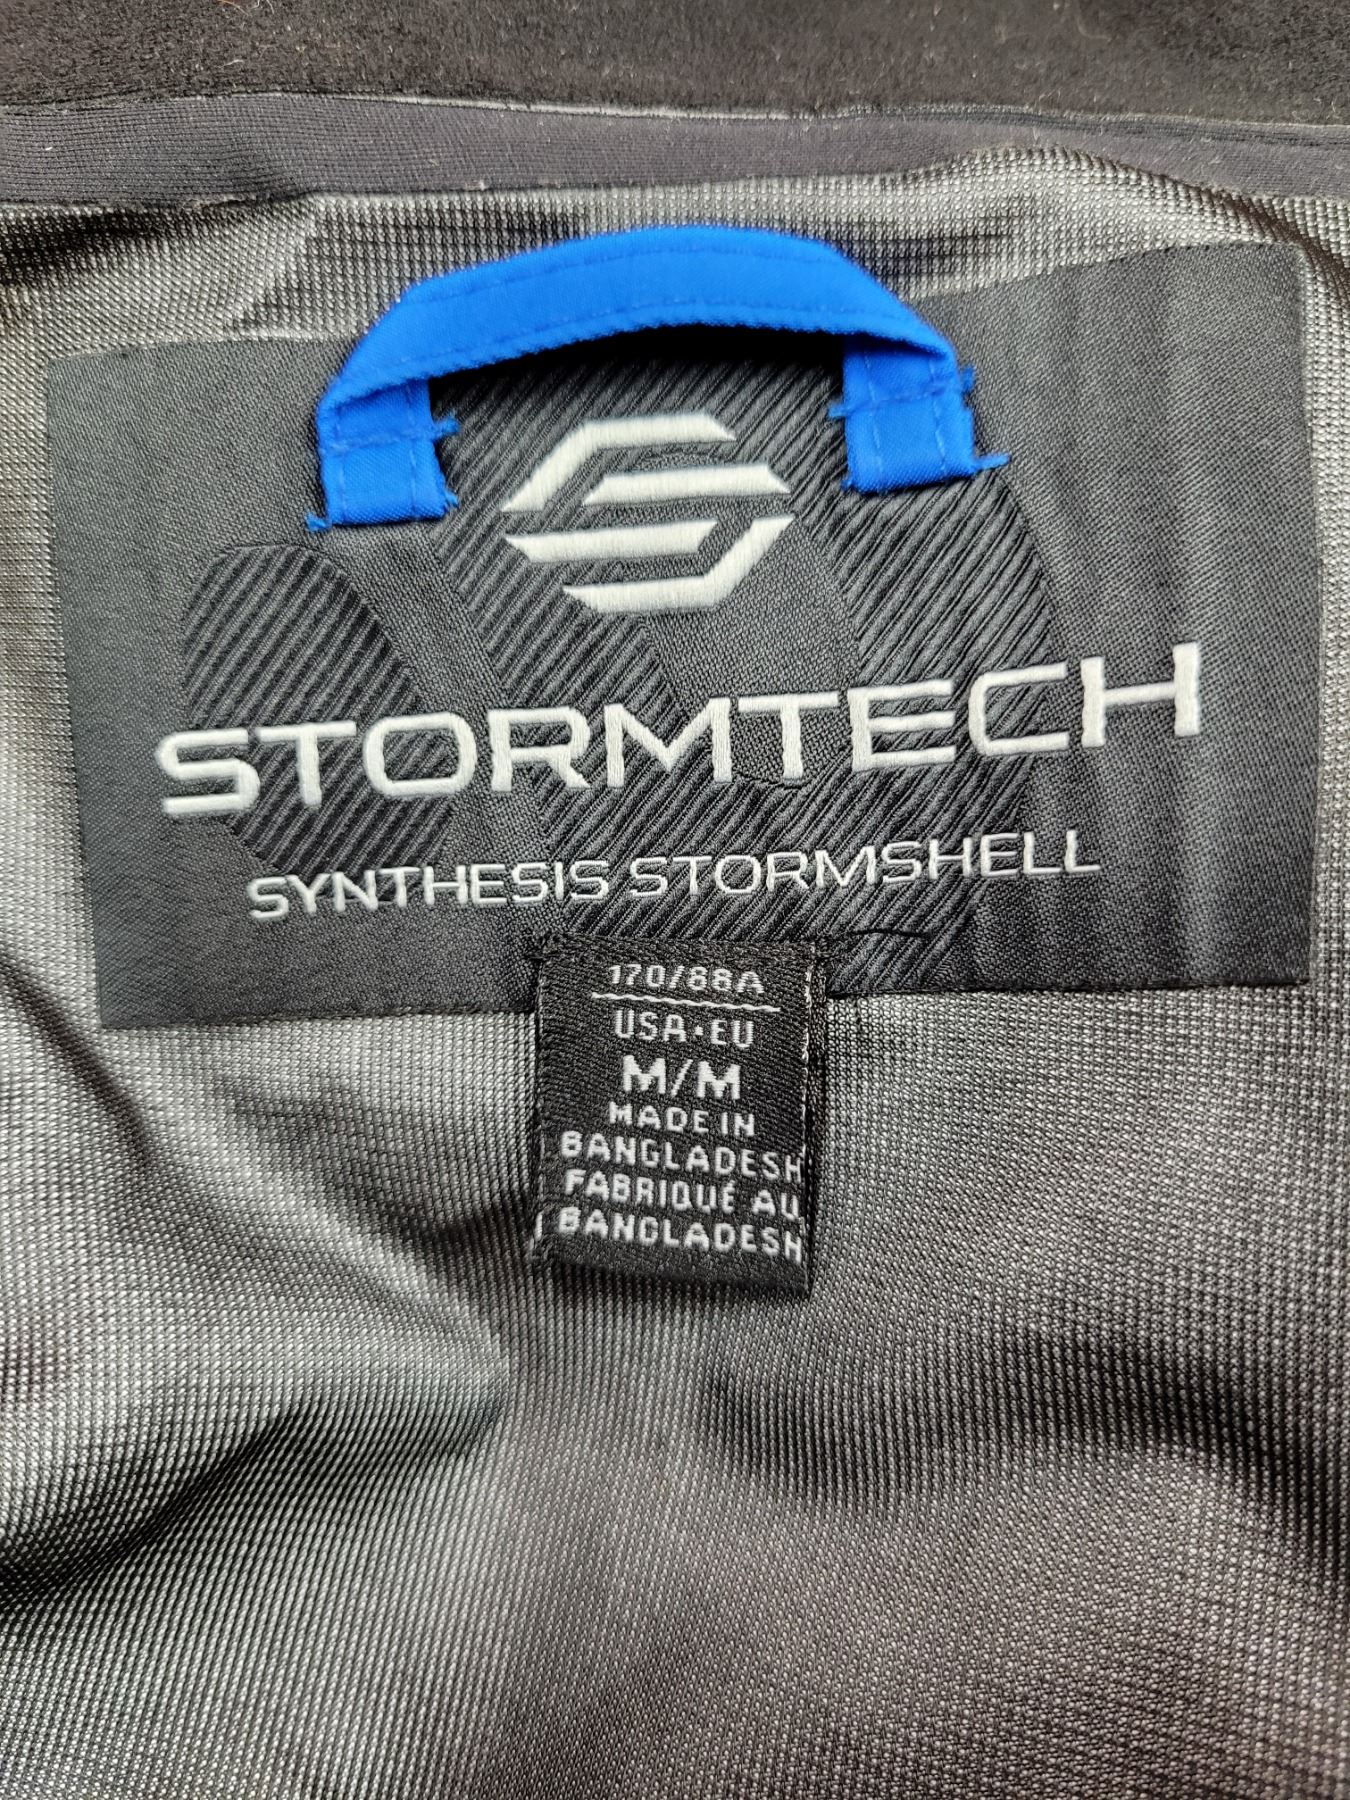 STORMTECH
SYNTHESIS STORMSHELL
170/88A
USA•EU
M/M
MADE IN
BANGLADESH
FABRIQUÉ AU
BANGLADESH